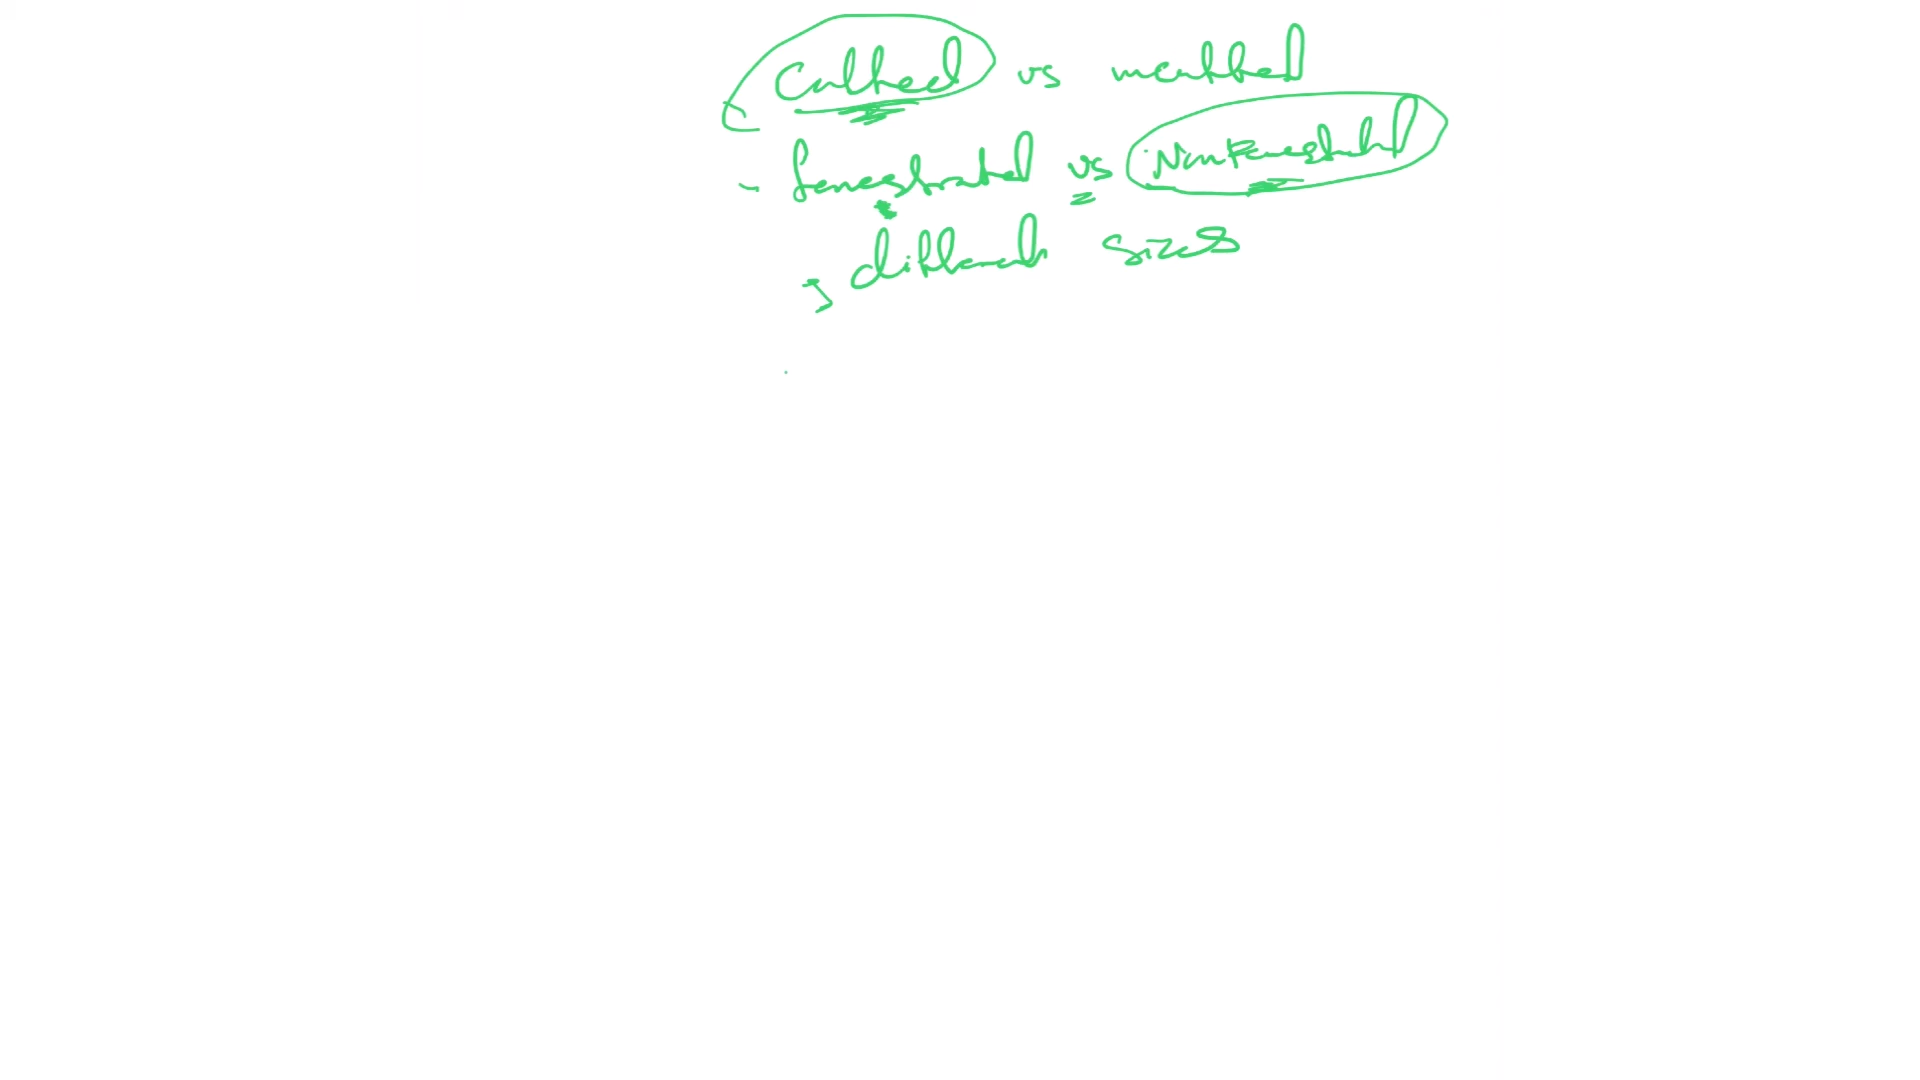 Cuffed vs uncuffed
- fenestrated vs Nonfenestrated
different sizes